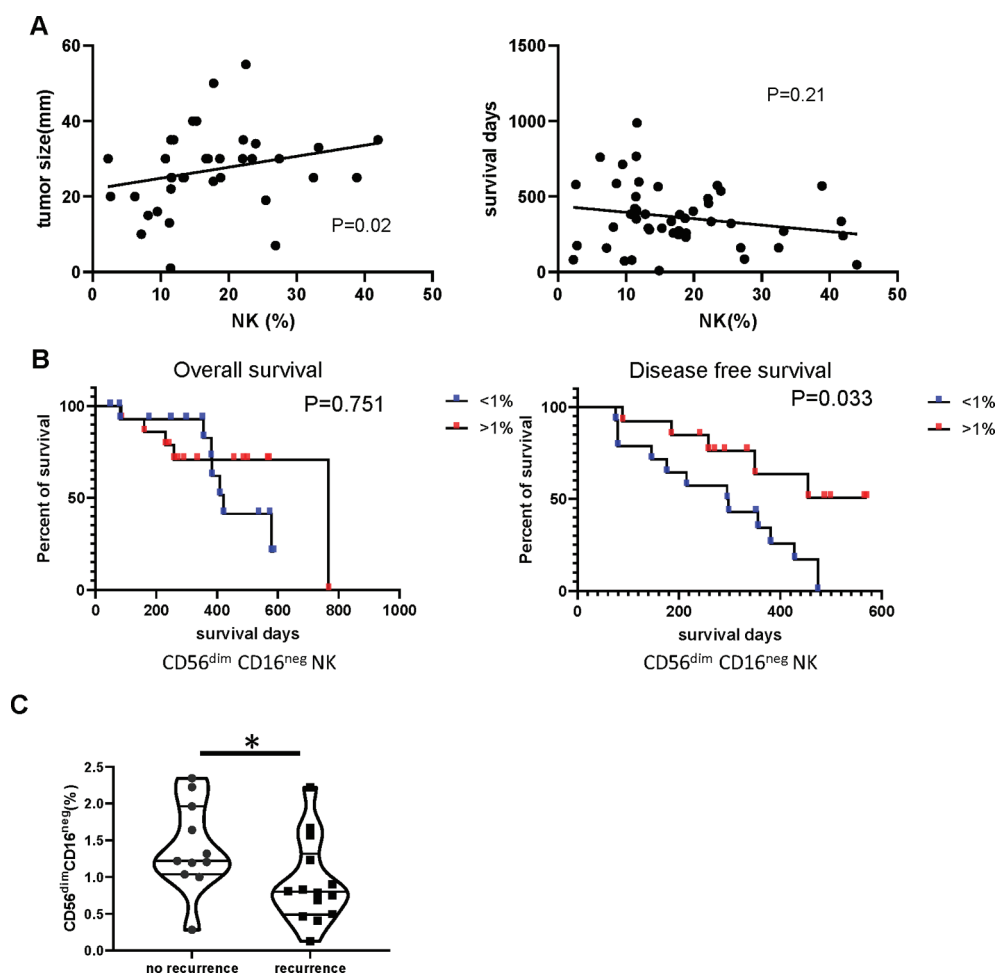 A
tumor size(mm)
60
40
20
0
P=0.02
0 10 20 30 40 50
NK (%)
survival days
1500
1000
500
0
P=0.21
0 10 20 30 40 50
NK(%)
B
Overall survival
P=0.751
Percent of survival
100
50
0
0 200 400 600 800 1000
survival days
CD56dim CD16neg NK
<1%
>1%
Disease free survival
P=0.033
Percent of survival
100
50
0
0 200 400 600
survival days
CD56dim CD16neg NK
<1%
>1%
C
*
CD56dimCD16neg(%)
2.5
2.0
1.5
1.0
0.5
0.0
no recurrence
recurrence